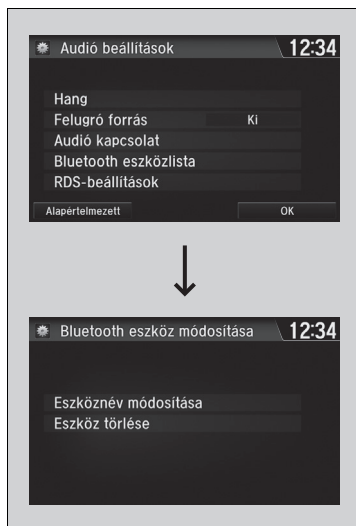 Audió beállítások 12:34
Hang
Felugró forrás Ki
Audió kapcsolat
Bluetooth eszközlista
RDS-beállítások
Alapértelmezett OK
Bluetooth eszköz módosítása 12:34
Eszköznév módosítása
Eszköz törlése